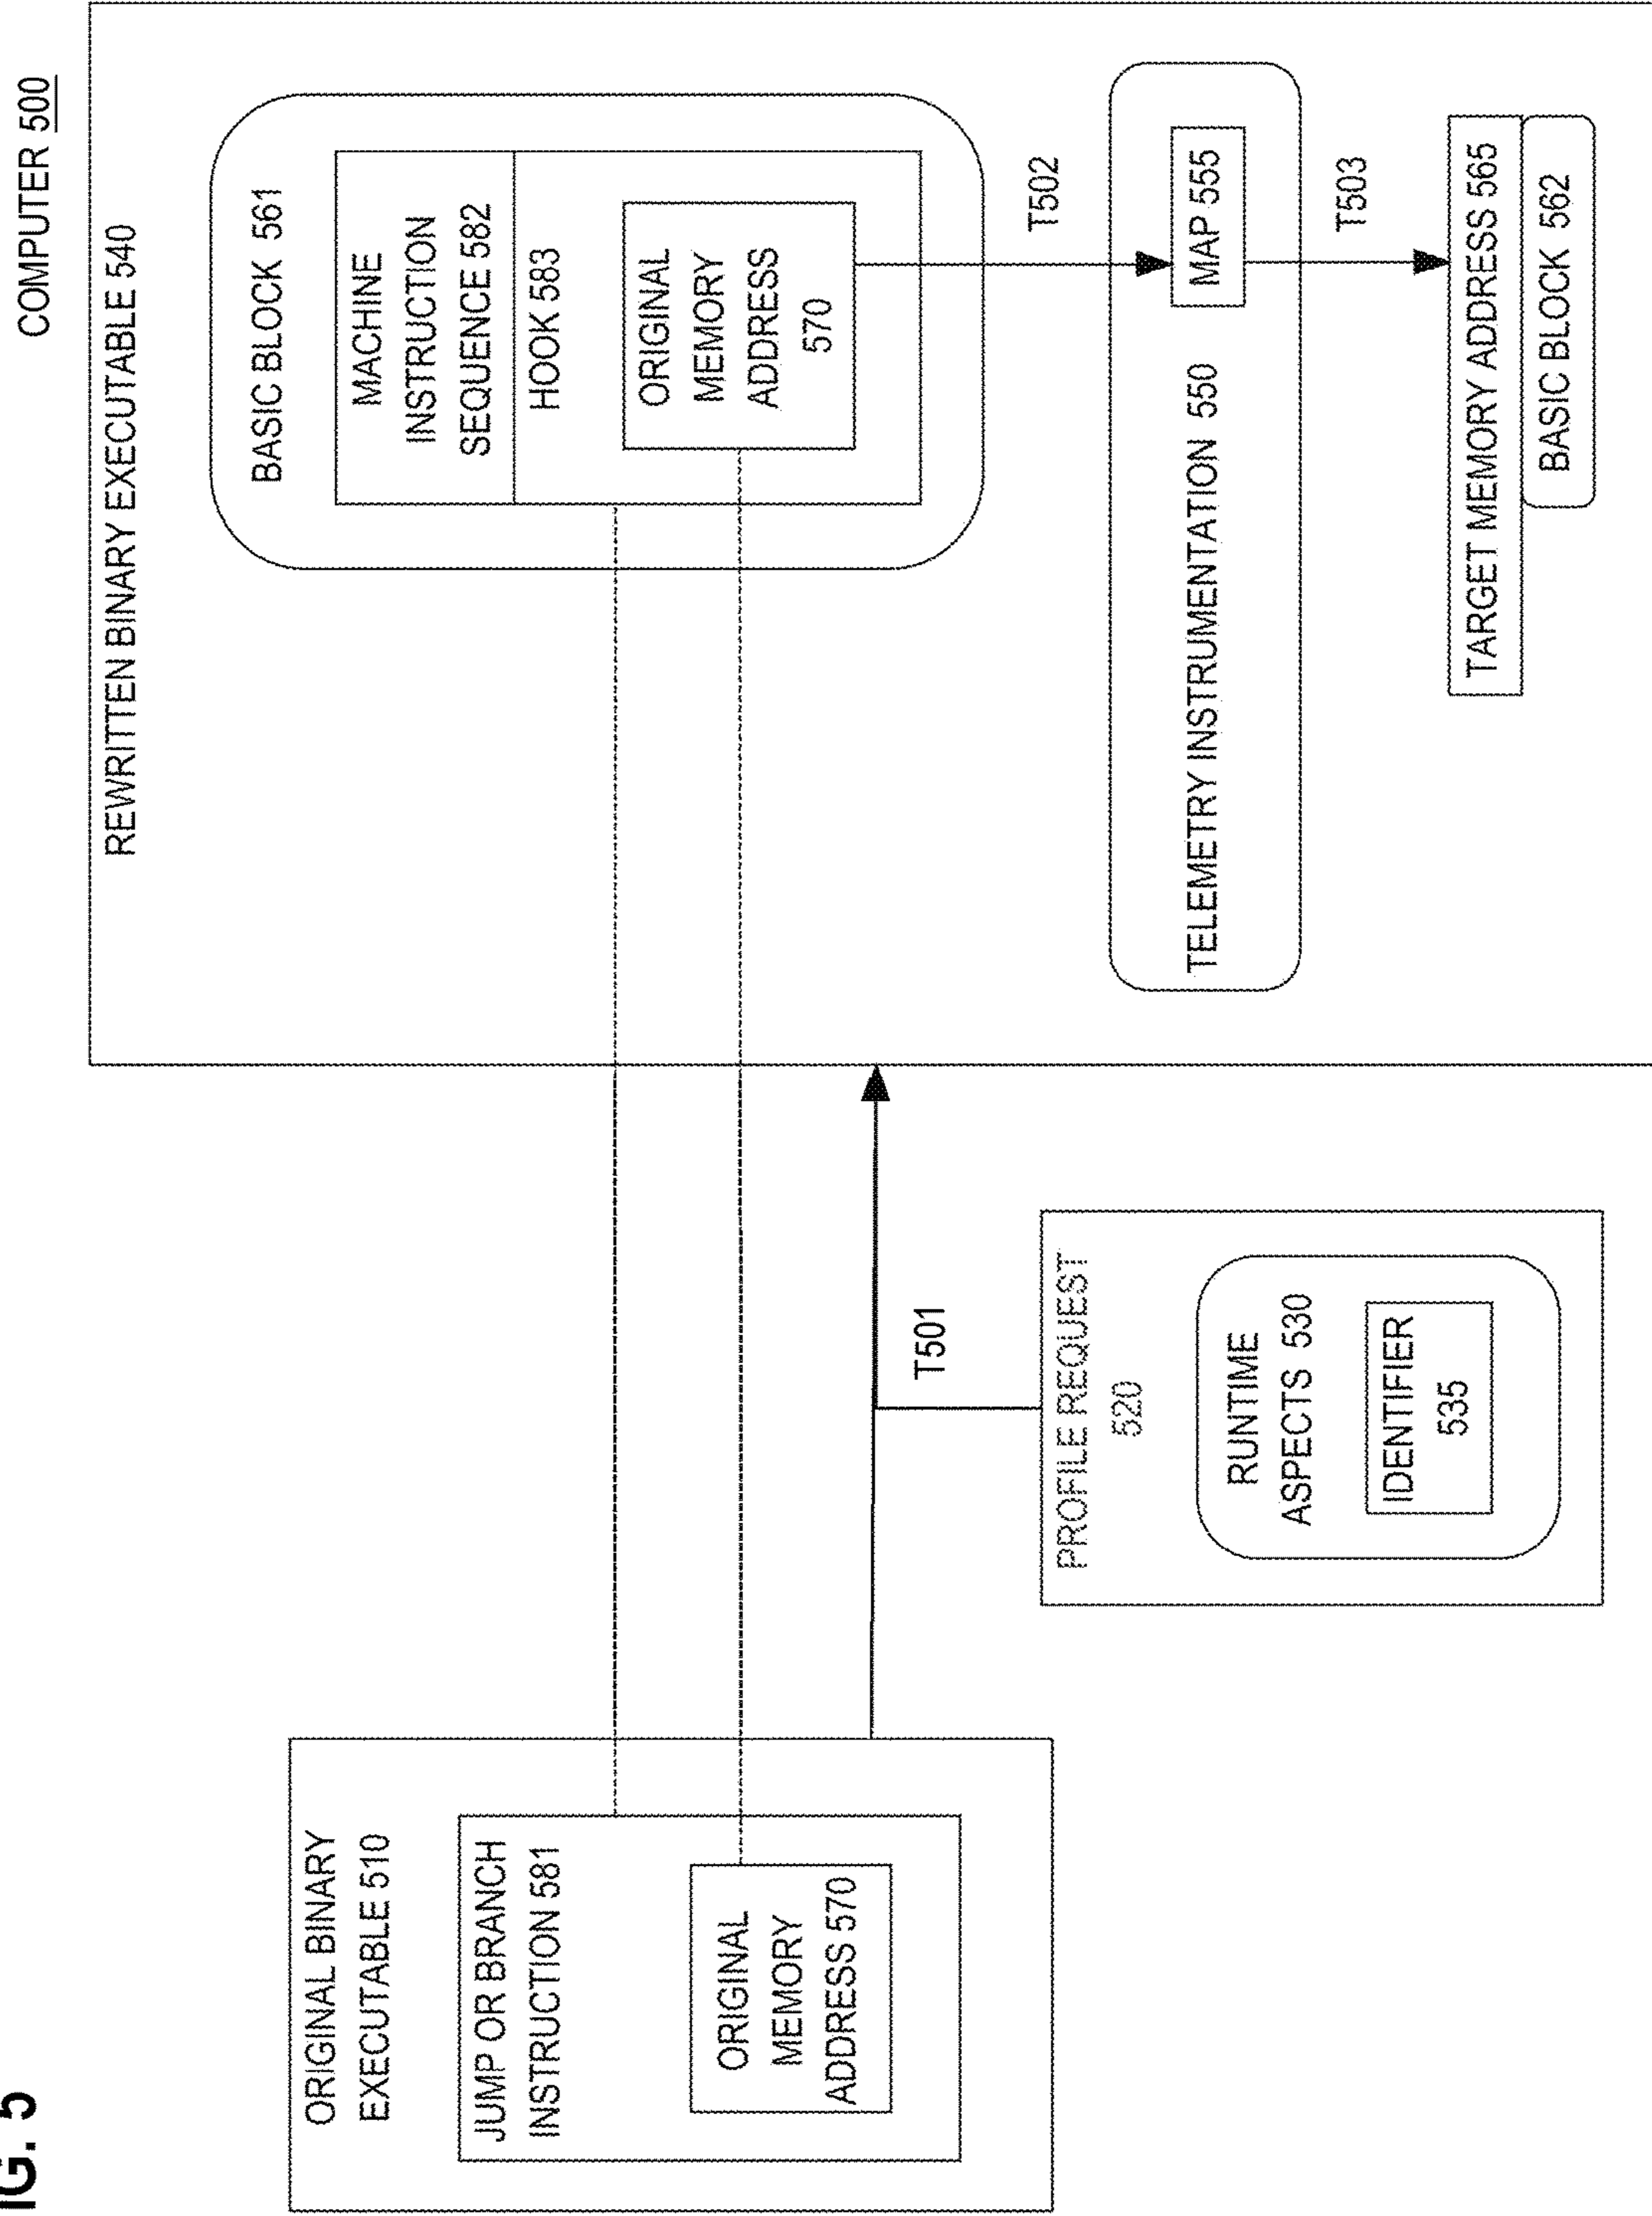 IG. 5
COMPUTER 500
ORIGINAL BINARY
EXECUTABLE 510
JUMP OR BRANCH
INSTRUCTION 581
ORIGINAL
MEMORY
ADDRESS 570
T501
PROFILE REQUEST
520
RUNTIME
ASPECTS 530
IDENTIFIER
535
REWRITTEN BINARY EXECUTABLE 540
BASIC BLOCK 561
MACHINE
INSTRUCTION
SEQUENCE 582
HOOK 583
ORIGINAL
MEMORY
ADDRESS
570
T502
TELEMETRY INSTRUMENTATION 550
MAP 555
T503
TARGET MEMORY ADDRESS 565
BASIC BLOCK 562